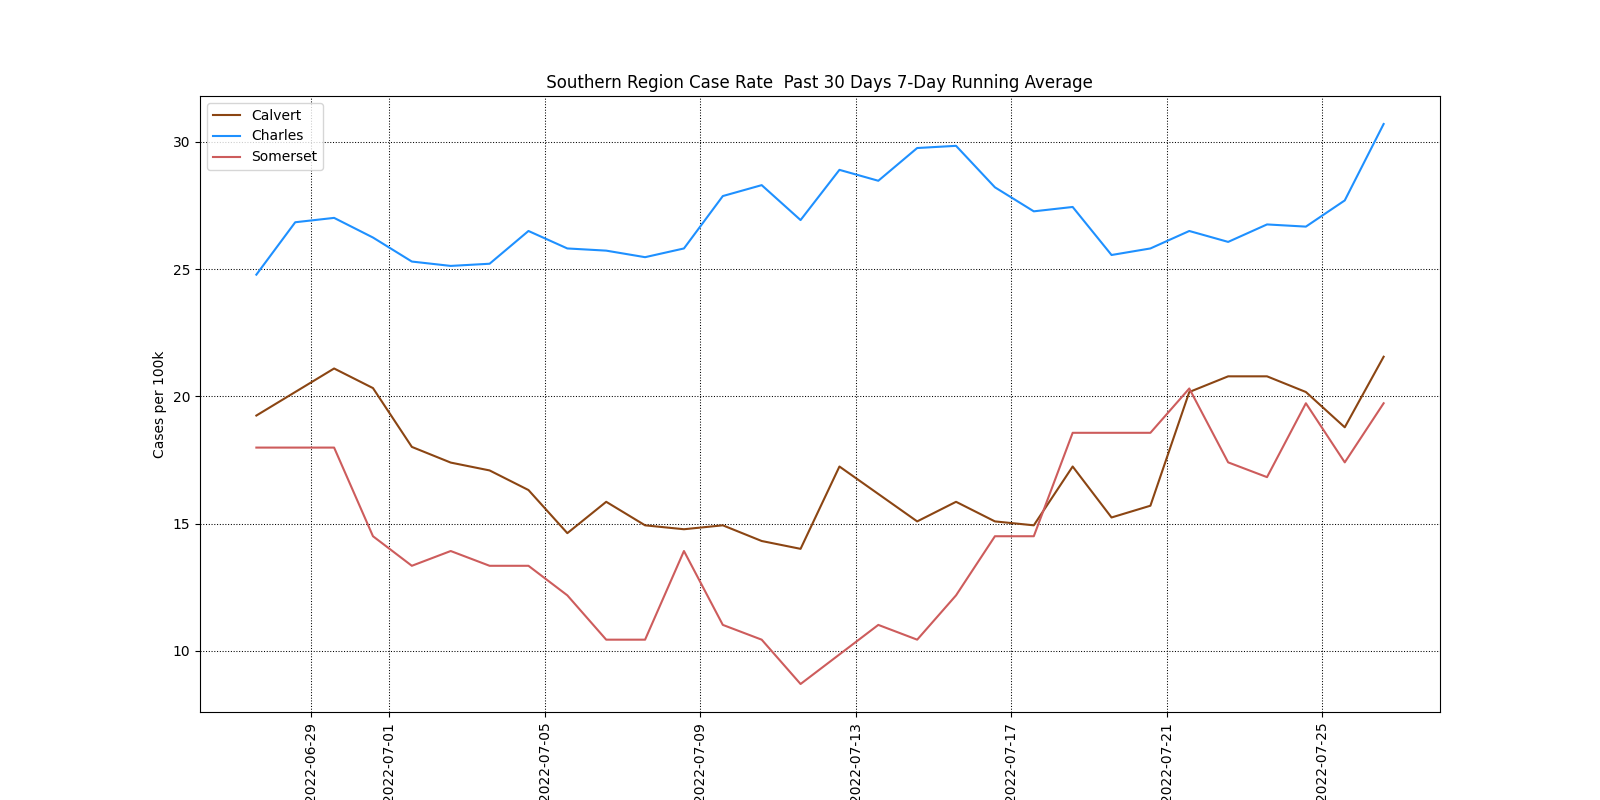 Southern Region Case Rate  Past 30 Days 7-Day Running Average
Calvert
Charles
Somerset
Cases per 100k
30
25
20
15
10
2022-06-29
2022-07-01
2022-07-05
2022-07-09
2022-07-13
2022-07-17
2022-07-21
2022-07-25